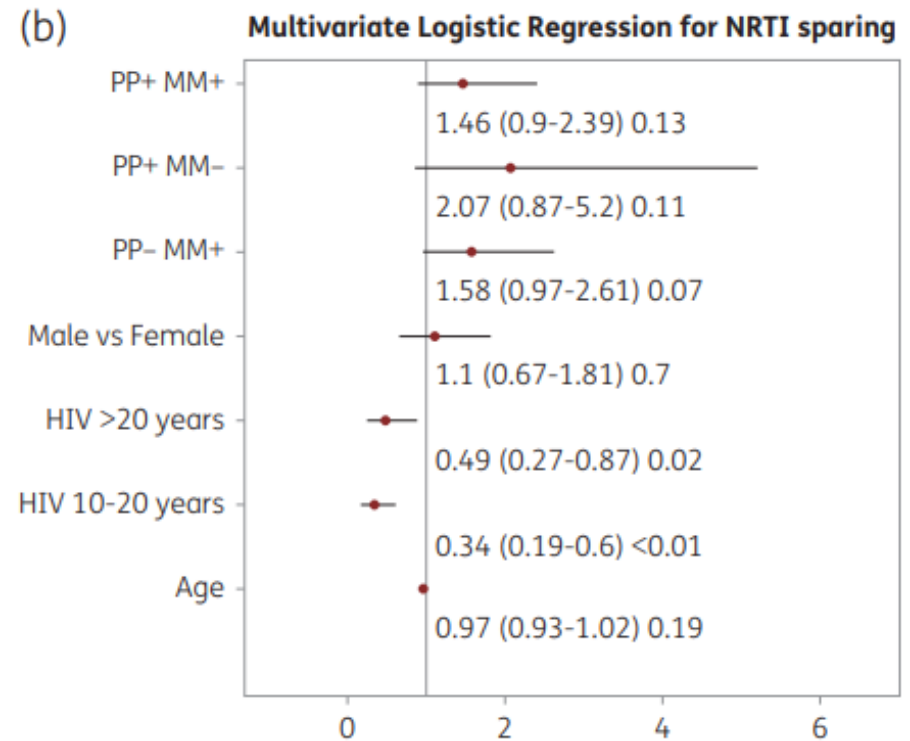 (b)
Multivariate Logistic Regression for NRTI sparing
PP+ MM+
1.46 (0.9-2.39) 0.13
PP+ MM–
2.07 (0.87-5.2) 0.11
PP– MM+
1.58 (0.97-2.61) 0.07
Male vs Female
1.1 (0.67-1.81) 0.7
HIV >20 years
0.49 (0.27-0.87) 0.02
HIV 10-20 years
0.34 (0.19-0.6) <0.01
Age
0.97 (0.93-1.02) 0.19
0 2 4 6